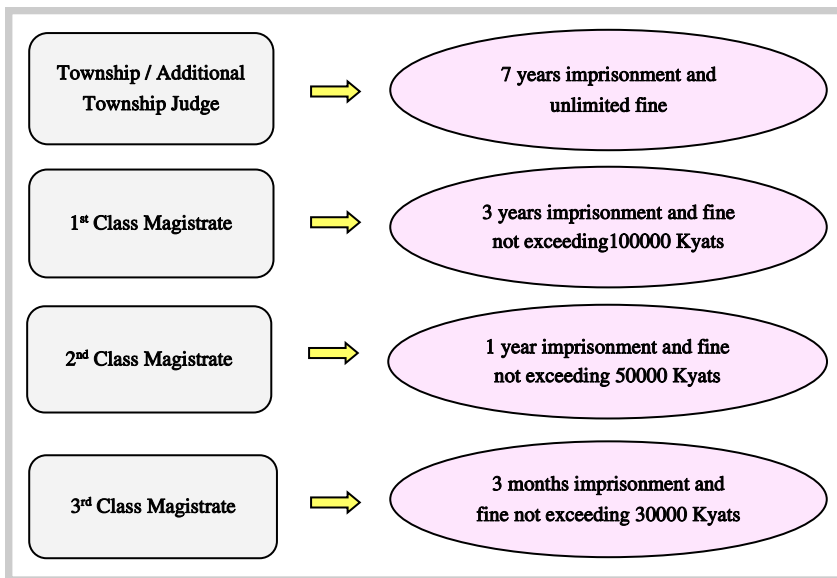 Township / Additional
Township Judge
7 years imprisonment and
unlimited fine
1st Class Magistrate
3 years imprisonment and fine
not exceeding100000 Kyats
2nd Class Magistrate
1 year imprisonment and fine
not exceeding 50000 Kyats
3rd Class Magistrate
3 months imprisonment and
fine not exceeding 30000 Kyats